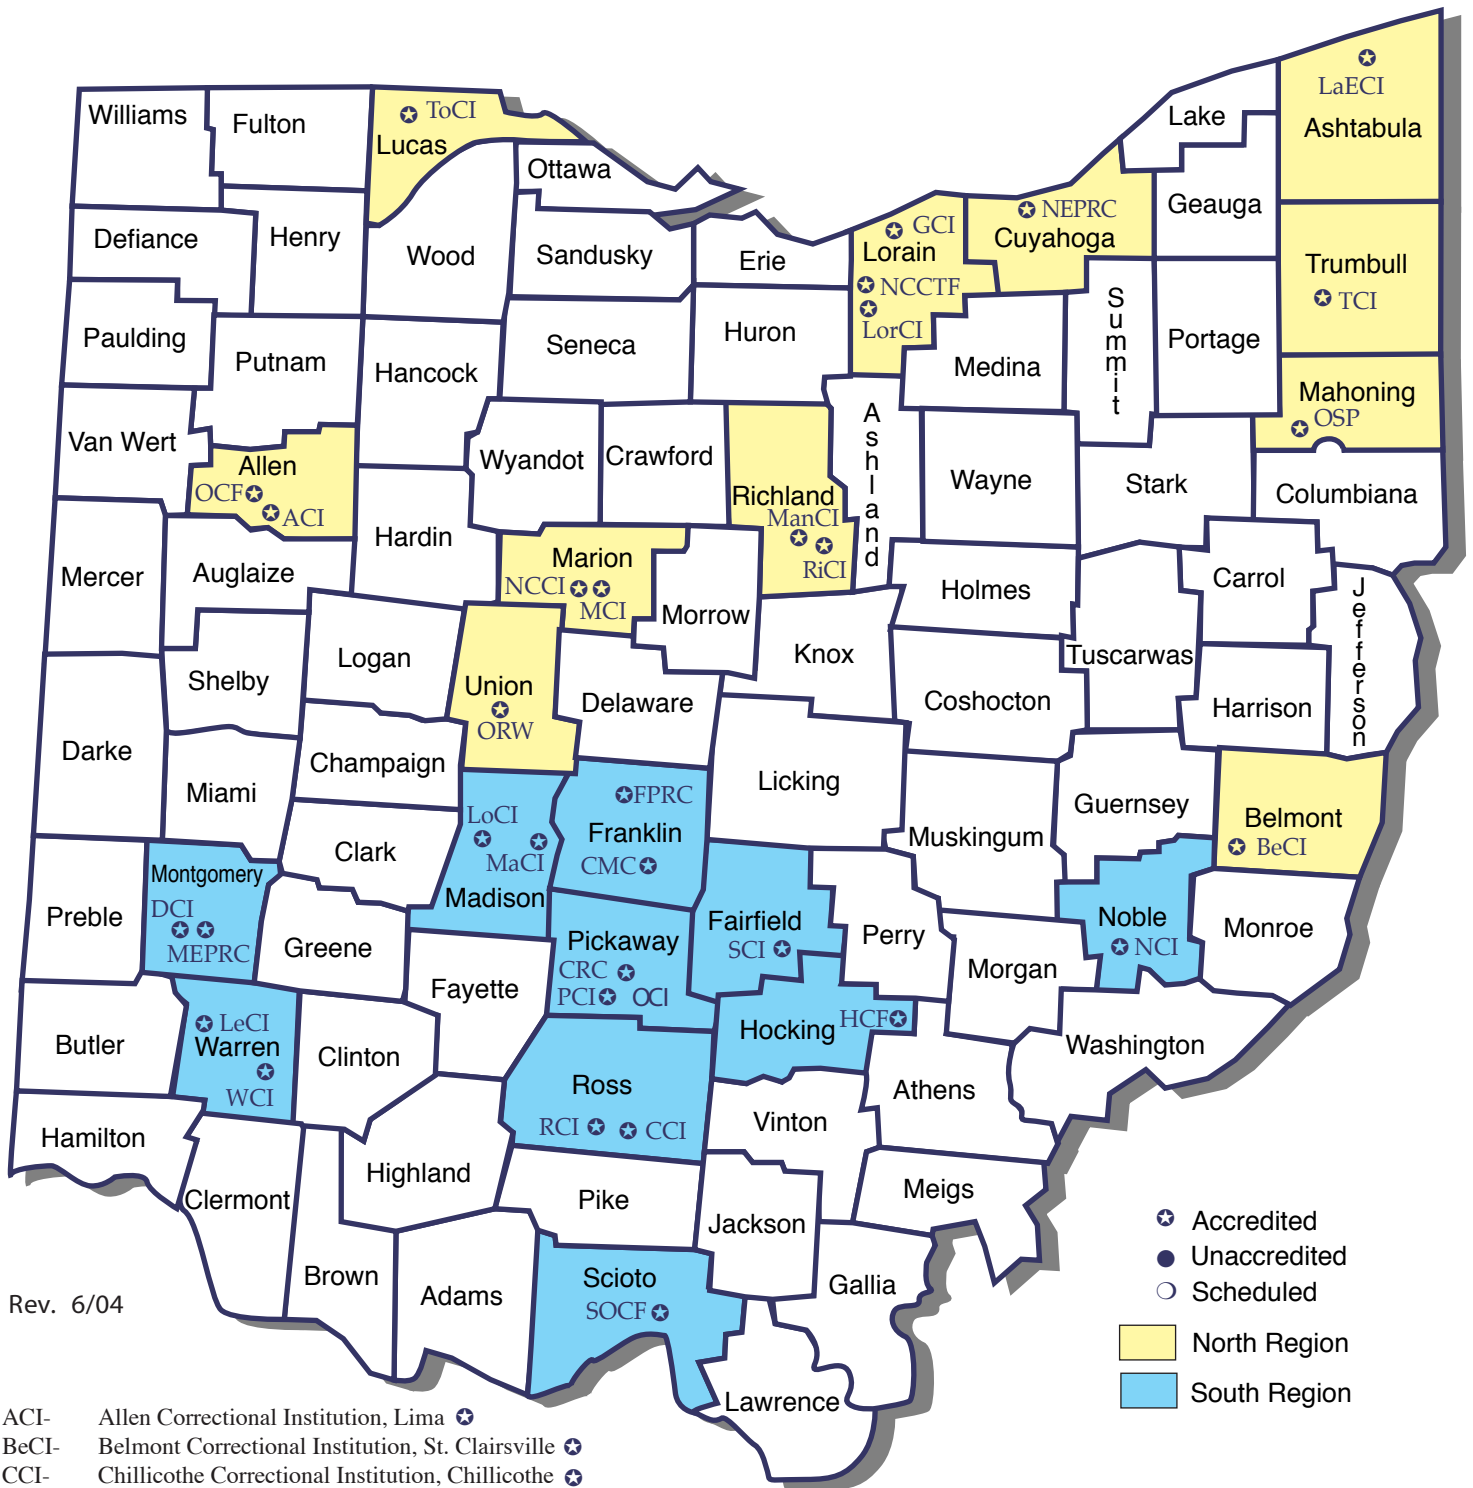 Williams
Fulton
ToCI
Lucas
Ottawa
Lake
LaECI
Ashtabula
Defiance
Henry
Wood
Sandusky
Erie
GCI
Lorain
NCCTF
LorCI
NEPRC
Cuyahoga
Geauga
Trumbull
TCI
Paulding
Putnam
Hancock
Seneca
Huron
Medina
Summit
Portage
Mahoning
OSP
Van Wert
Allen
OCF
ACI
Wyandot
Crawford
Richland
ManCI
RiCI
Ashland
Wayne
Stark
Columbiana
Mercer
Auglaize
Hardin
Marion
NCCI
MCI
Morrow
Holmes
Carroll
Jefferson
Shelby
Logan
Union
ORW
Delaware
Knox
Coshocton
Tuscarwas
Harrison
Darke
Miami
Champaign
Licking
Muskingum
Guernsey
Belmont
BeCI
Clark
LoCI
MaCI
Madison
FPRC
Franklin
CMC
Preble
Montgomery
DCI
MEPRC
Greene
Fayette
Pickaway
CRC
PCI
OCI
Fairfield
SCI
Perry
Morgan
Noble
NCI
Monroe
Butler
LeCI
Warren
WCI
Clinton
Ross
RCI
CCI
Hocking
HCF
Athens
Washington
Hamilton
Clermont
Highland
Pike
Vinton
Jackson
Meigs
Brown
Adams
Scioto
SOCF
Gallia
Lawrence
Accredited
Unaccredited
Scheduled
North Region
South Region
Rev. 6/04
ACI- Allen Correctional Institution, Lima
BeCI- Belmont Correctional Institution, St. Clairsville
CCI- Chillicothe Correctional Institution, Chillicothe